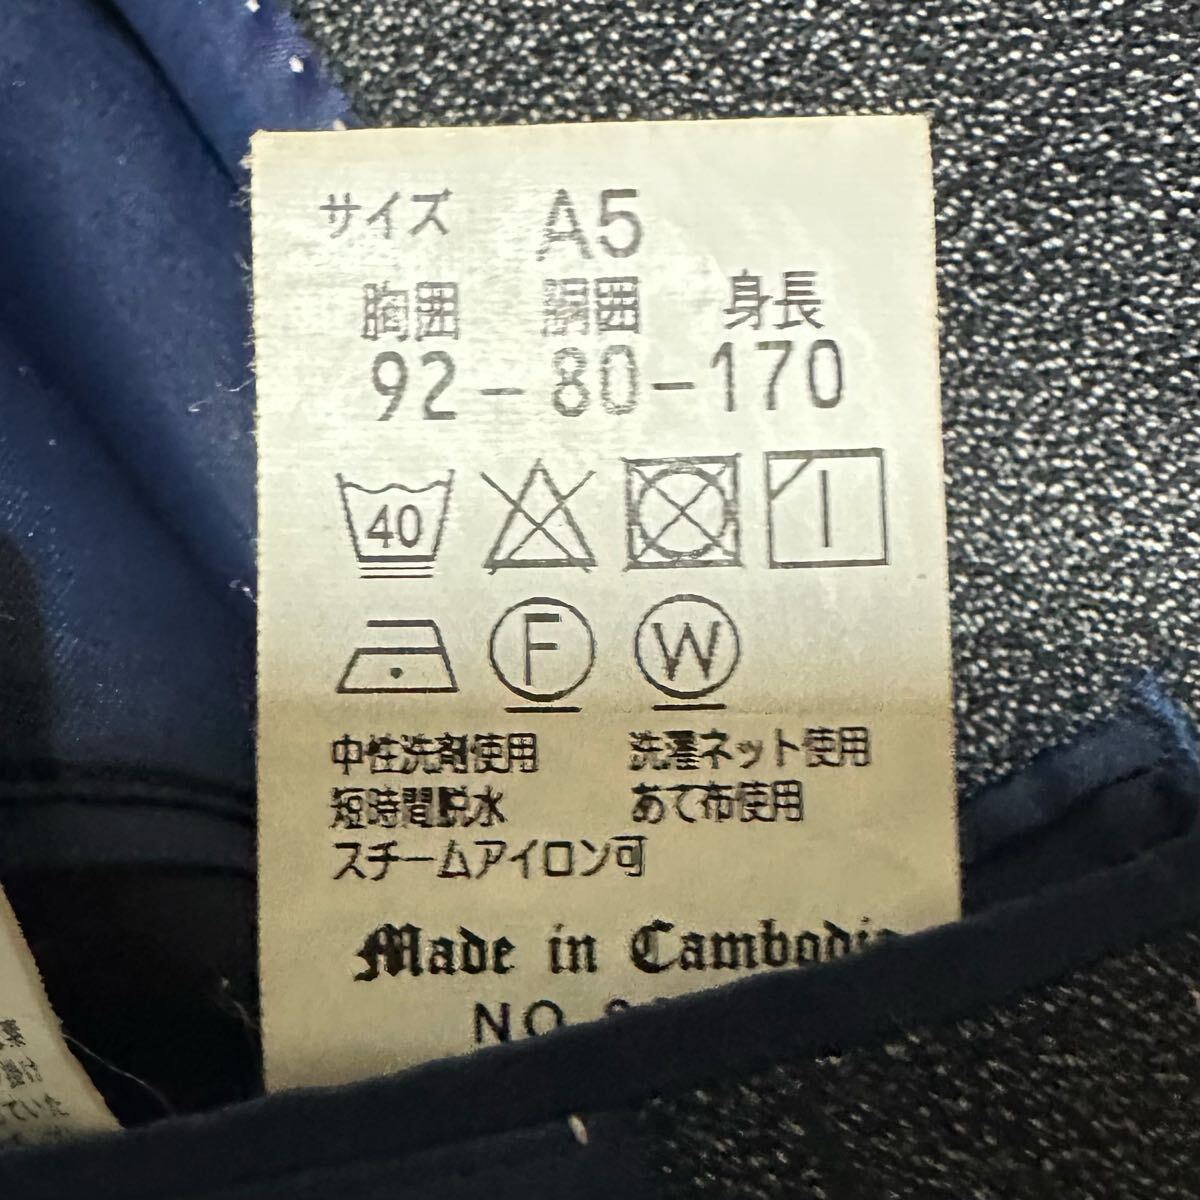 サイズ A5
胸囲 胴囲 身長
92-80-170
40
F W
中性洗剤使用 洗濯ネット使用
短時間脱水 あて布使用
スチームアイロン可
Made in Cambodia
NO